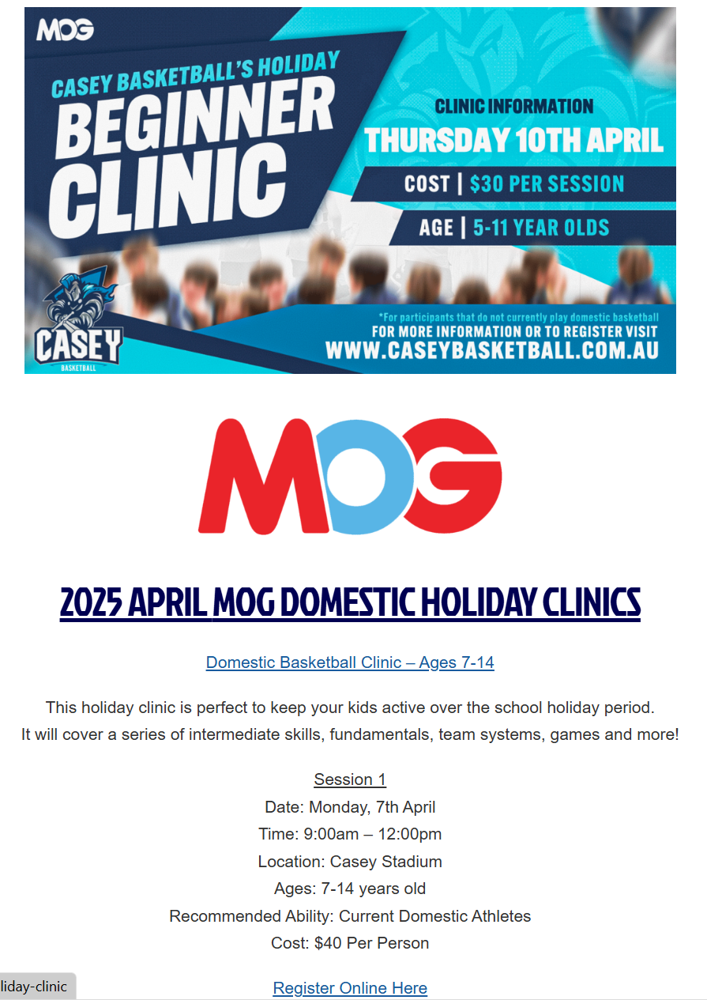 MOG
CASEY BASKETBALL'S HOLIDAY
BEGINNER
CLINIC
CLINIC INFORMATION
THURSDAY 10TH APRIL
COST | $30 PER SESSION
AGE | 5-11 YEAR OLDS
*For participants that do not currently play domestic basketball
FOR MORE INFORMATION OR TO REGISTER VISIT
WWW.CASEYBASKETBALL.COM.AU
CASEY
BASKETBALL
MOG
2025 APRIL MOG DOMESTIC HOLIDAY CLINICS
Domestic Basketball Clinic – Ages 7-14
This holiday clinic is perfect to keep your kids active over the school holiday period.
It will cover a series of intermediate skills, fundamentals, team systems, games and more!
Session 1
Date: Monday, 7th April
Time: 9:00am – 12:00pm
Location: Casey Stadium
Ages: 7-14 years old
Recommended Ability: Current Domestic Athletes
Cost: $40 Per Person
liday-clinic
Register Online Here